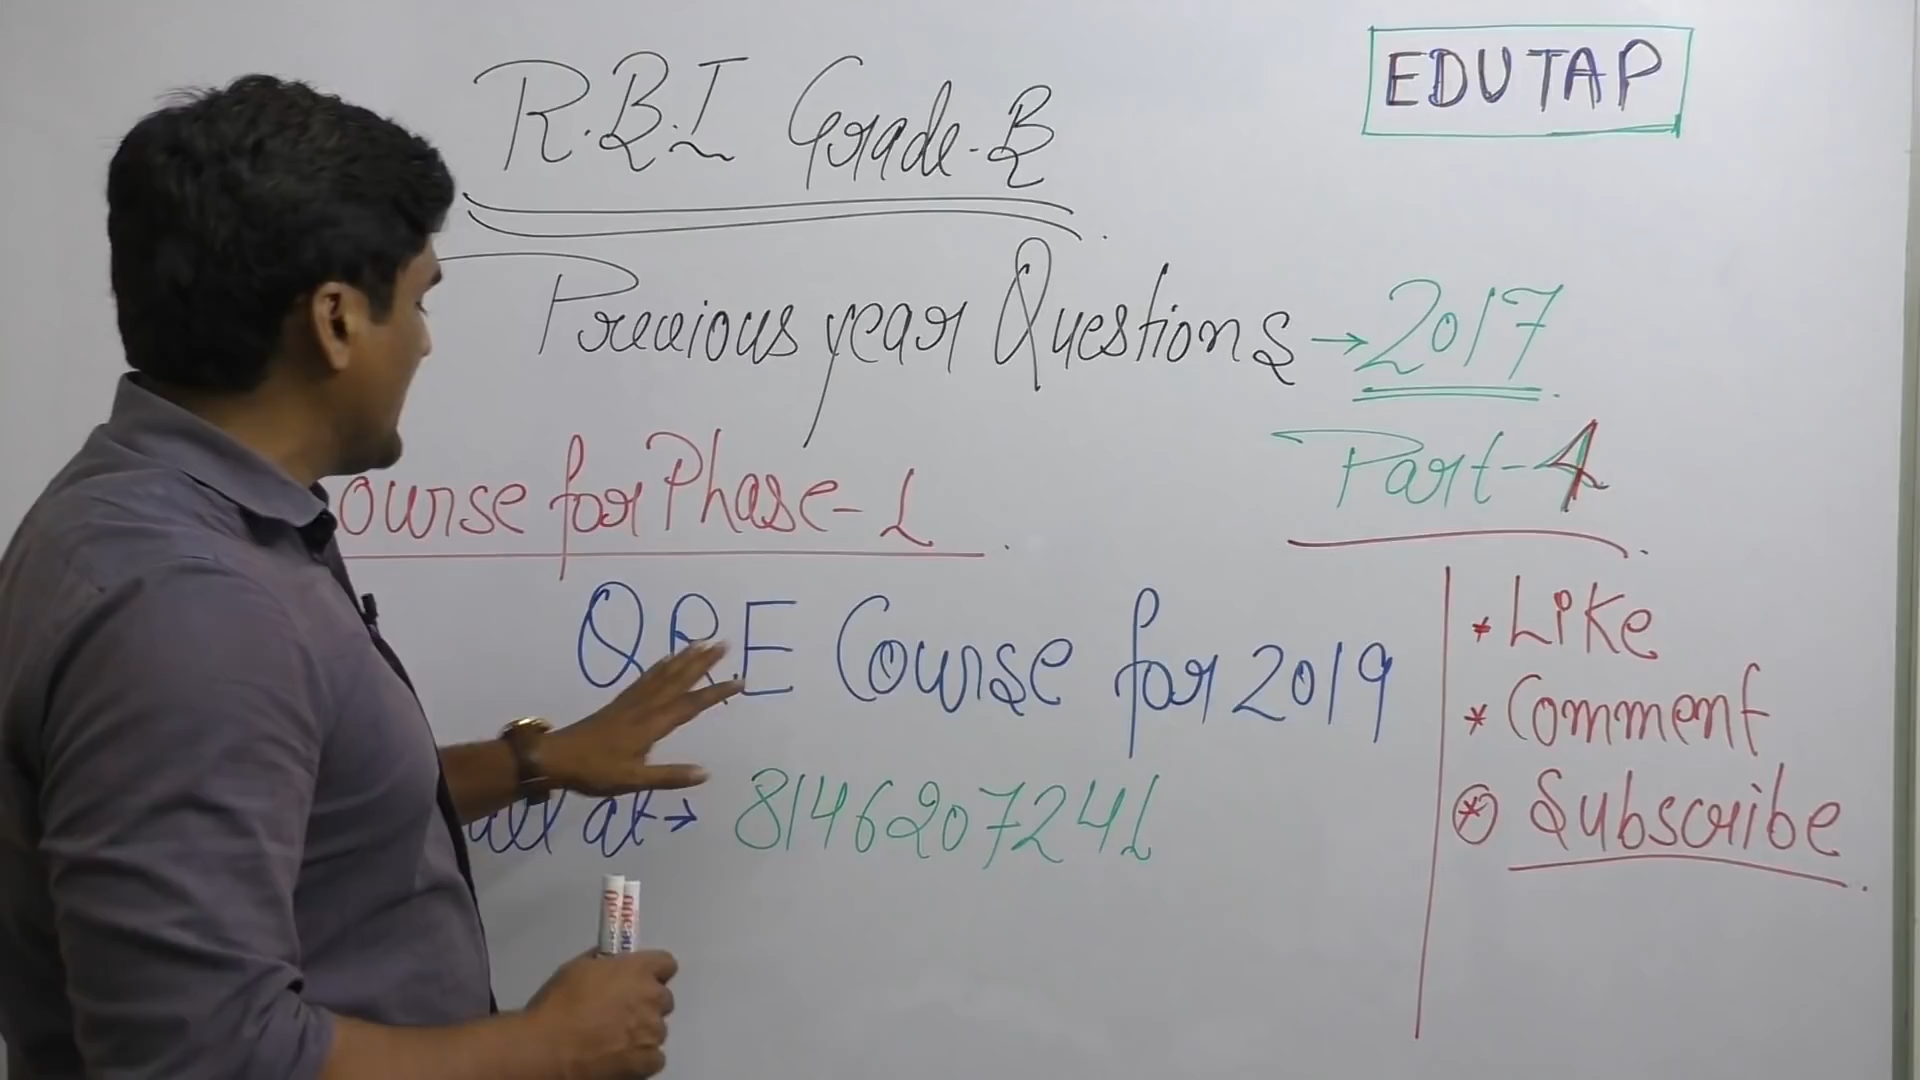 EDUTAP
R.B.I Grade-B
Previous year Questions → 2017
Part-4
ourse for Phase-1
QRE Course for 2019
all at → 8146207241
* Like
* Comment
* Subscribe